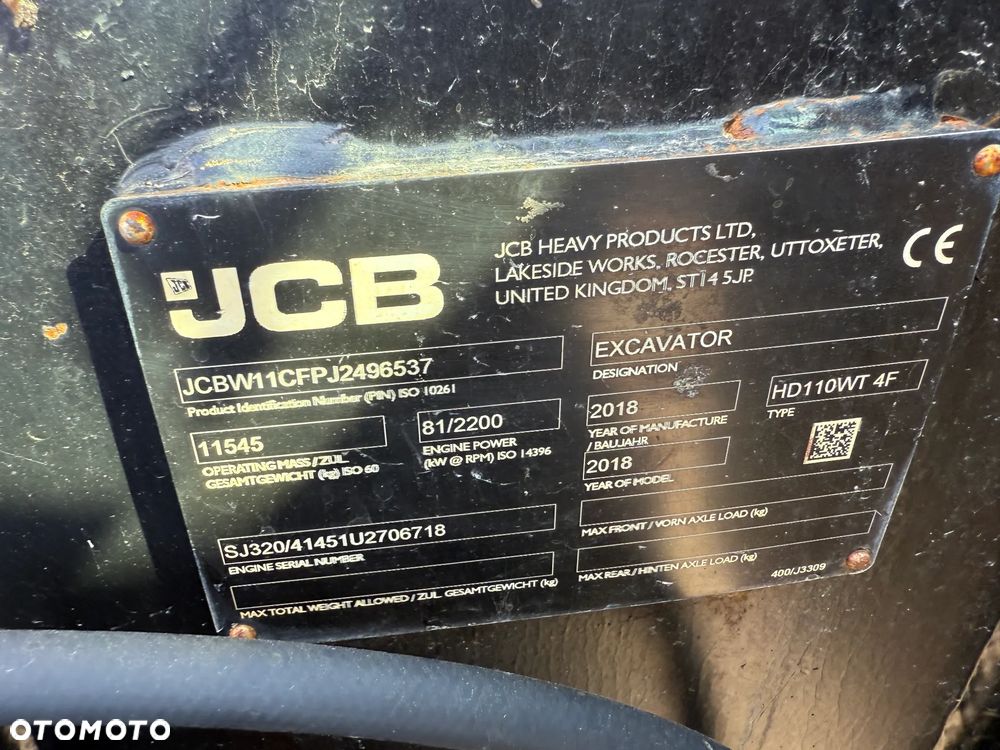 JCB
JCB
JCB HEAVY PRODUCTS LTD,
LAKESIDE WORKS, ROCESTER, UTTOXETER,
UNITED KINGDOM, ST14 5JP.
CE
JCBW11CFPJ2496537
Product Identification Number (PIN) ISO 10261
EXCAVATOR
DESIGNATION
11545
OPERATING MASS / ZUL
GESAMTGEWICHT (kg) ISO 60
81/2200
ENGINE POWER
(kW @ RPM) ISO 14396
2018
YEAR OF MANUFACTURE
/ BAUJAHR
HD110WT 4F
TYPE
2018
YEAR OF MODEL
SJ320/41451U2706718
ENGINE SERIAL NUMBER
MAX FRONT / VORN AXLE LOAD (kg)
MAX TOTAL WEIGHT ALLOWED / ZUL. GESAMTGEWICHT (kg)
MAX REAR / HINTEN AXLE LOAD (kg)
400/J3309
OTOMOTO